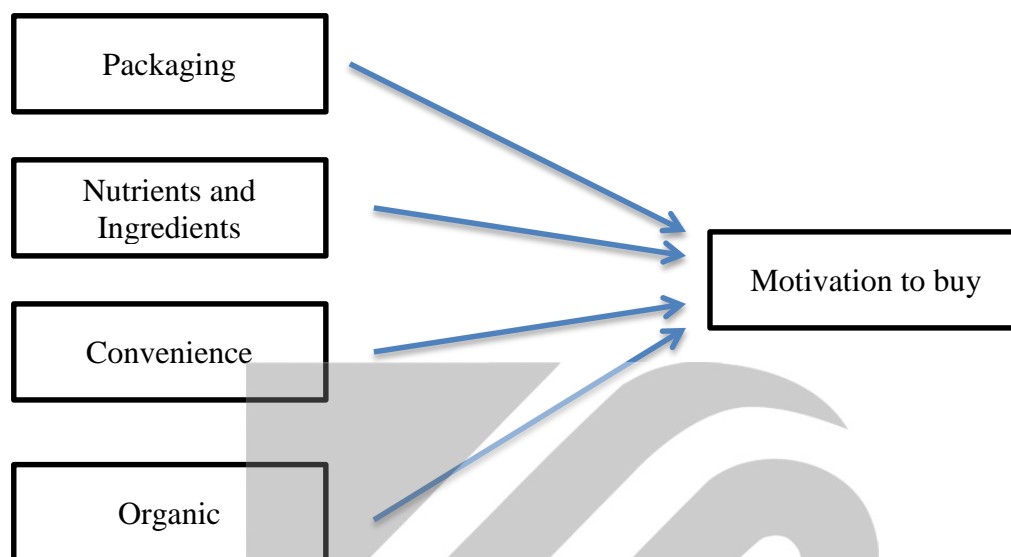 Packaging
Nutrients and
Ingredients
Motivation to buy
Convenience
Organic